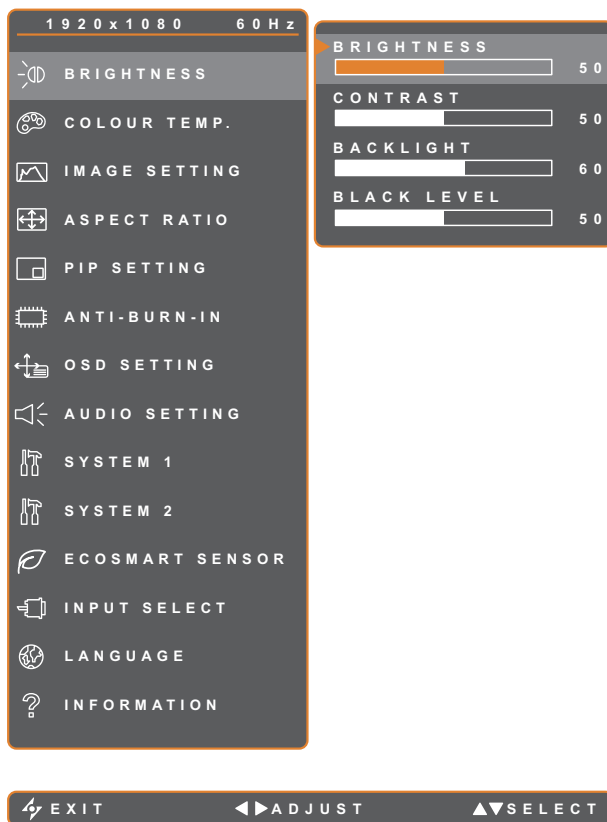 1920x1080 60Hz
BRIGHTNESS
COLOUR TEMP.
IMAGE SETTING
ASPECT RATIO
PIP SETTING
ANTI-BURN-IN
OSD SETTING
AUDIO SETTING
SYSTEM 1
SYSTEM 2
ECOSMART SENSOR
INPUT SELECT
LANGUAGE
INFORMATION
BRIGHTNESS
50
CONTRAST
50
BACKLIGHT
60
BLACK LEVEL
50
EXIT ◀▶ADJUST ▲▼SELECT